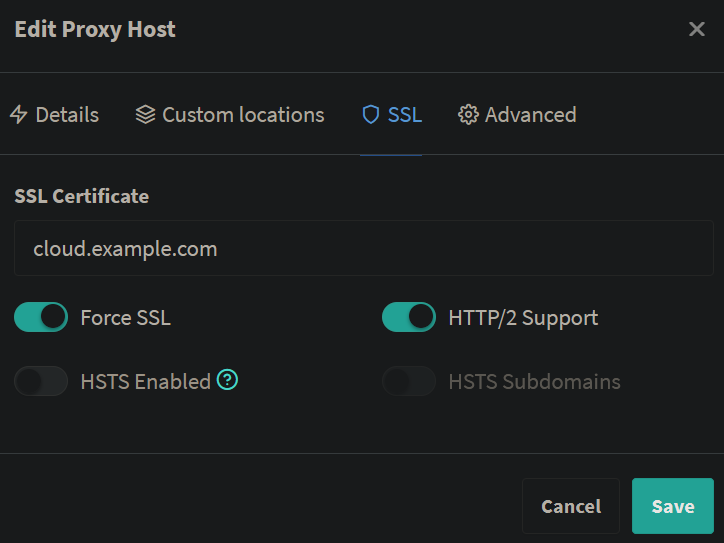 Edit Proxy Host
Details Custom locations SSL Advanced
SSL Certificate
cloud.example.com
Force SSL HTTP/2 Support
HSTS Enabled ? HSTS Subdomains
Cancel Save